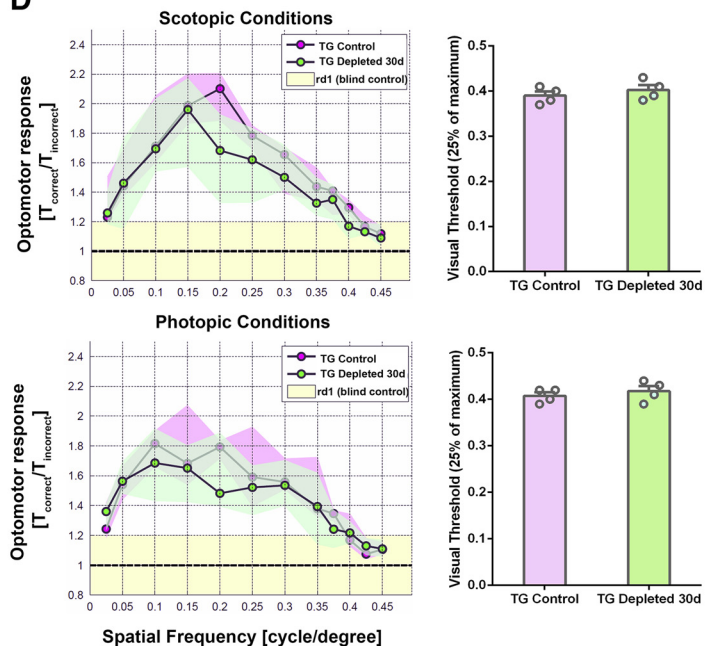 D
Scotopic Conditions
Optomotor response
[Tcorrect/Tincorrect]
2.4
2.2
2
1.8
1.6
1.4
1.2
1
0.8
0 0.05 0.1 0.15 0.2 0.25 0.3 0.35 0.4 0.45
TG Control
TG Depleted 30d
rd1 (blind control)
Visual Threshold (25% of maximum)
0.5
0.4
0.3
0.2
0.1
0.0
TG Control TG Depleted 30d
Photopic Conditions
Optomotor response
[Tcorrect/Tincorrect]
2.4
2.2
2
1.8
1.6
1.4
1.2
1
0.8
0 0.05 0.1 0.15 0.2 0.25 0.3 0.35 0.4 0.45
TG Control
TG Depleted 30d
rd1 (blind control)
Spatial Frequency [cycle/degree]
Visual Threshold (25% of maximum)
0.5
0.4
0.3
0.2
0.1
0.0
TG Control TG Depleted 30d